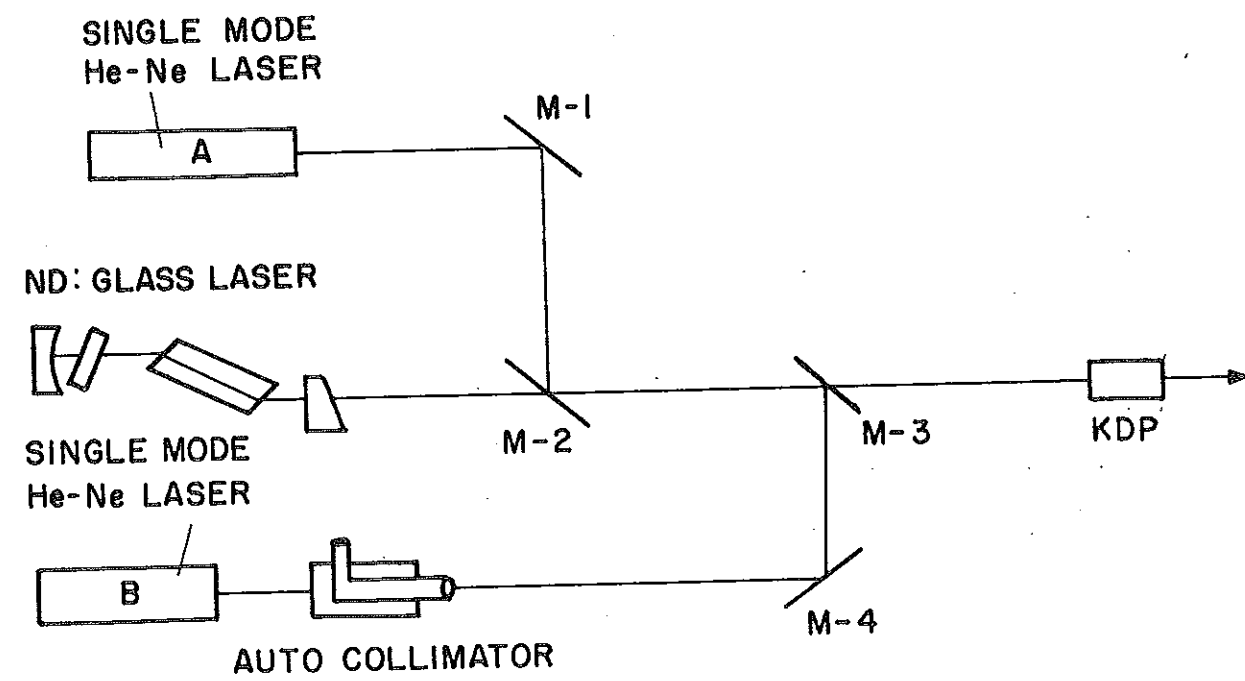 SINGLE MODE
He-Ne LASER
A
M-1
ND: GLASS LASER
M-2
M-3
KDP
SINGLE MODE
He-Ne LASER
B
M-4
AUTO COLLIMATOR